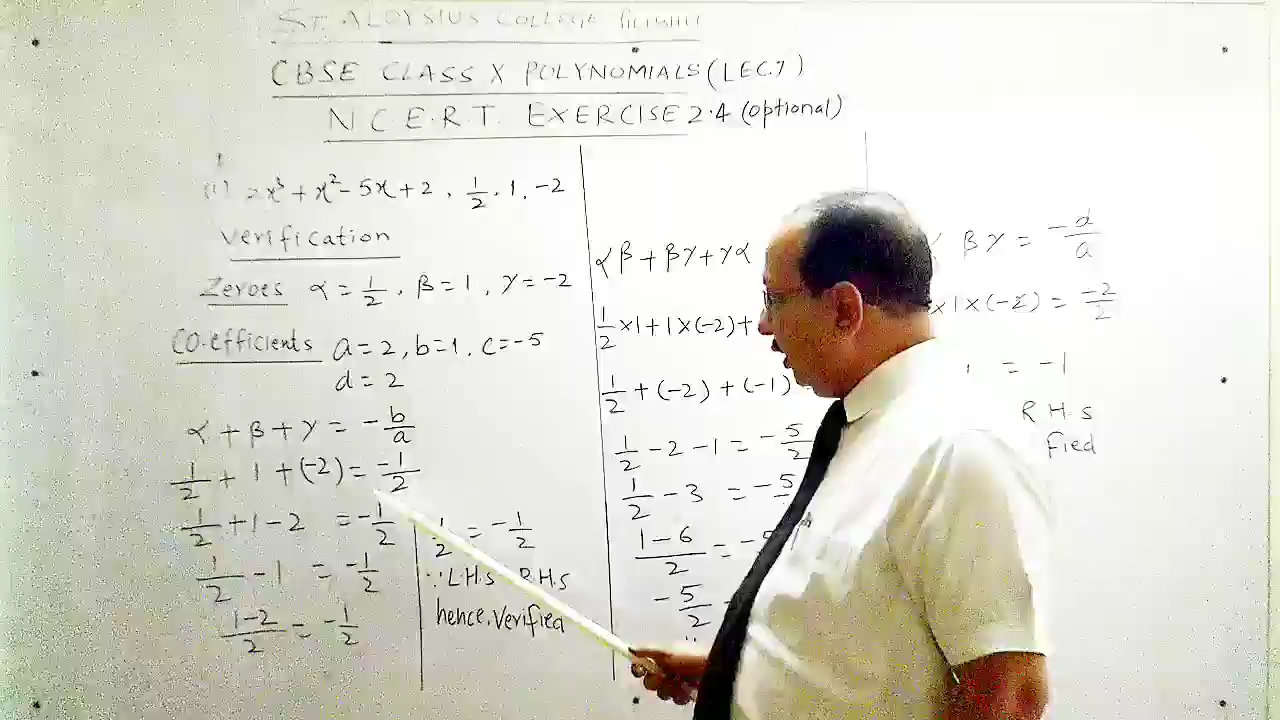 ST. ALOYSIUS COLLEGE
CBSE CLASS X POLYNOMIALS (LEC.7)
N C E.R.T. EXERCISE 2.4 (optional)
1
(i) 2x³ + x² - 5x + 2 , 1/2 , 1 , -2
Verification
Zeroes α = 1/2 , β = 1 , γ = -2
CO-efficients a = 2 , b = 1 , c = -5
d = 2
α + β + γ = - b/a
1/2 + 1 + (-2) = -1/2
1/2 + 1 - 2 = -1/2
1/2 - 1 = -1/2
(1-2)/2 = -1/2
1/2 = -1/2
∵ L.H.S R.H.S
hence, Verified
αβ + βγ + γα
1/2 × 1 + 1 × (-2) +
1/2 + (-2) + (-1)
1/2 - 2 - 1 = -5/2
1/2 - 3 = -5
(1-6)/2 = -5
-5/2 =
βγ = -d/a
× 1 × (-2) = -2/2
= -1
R H S
fied